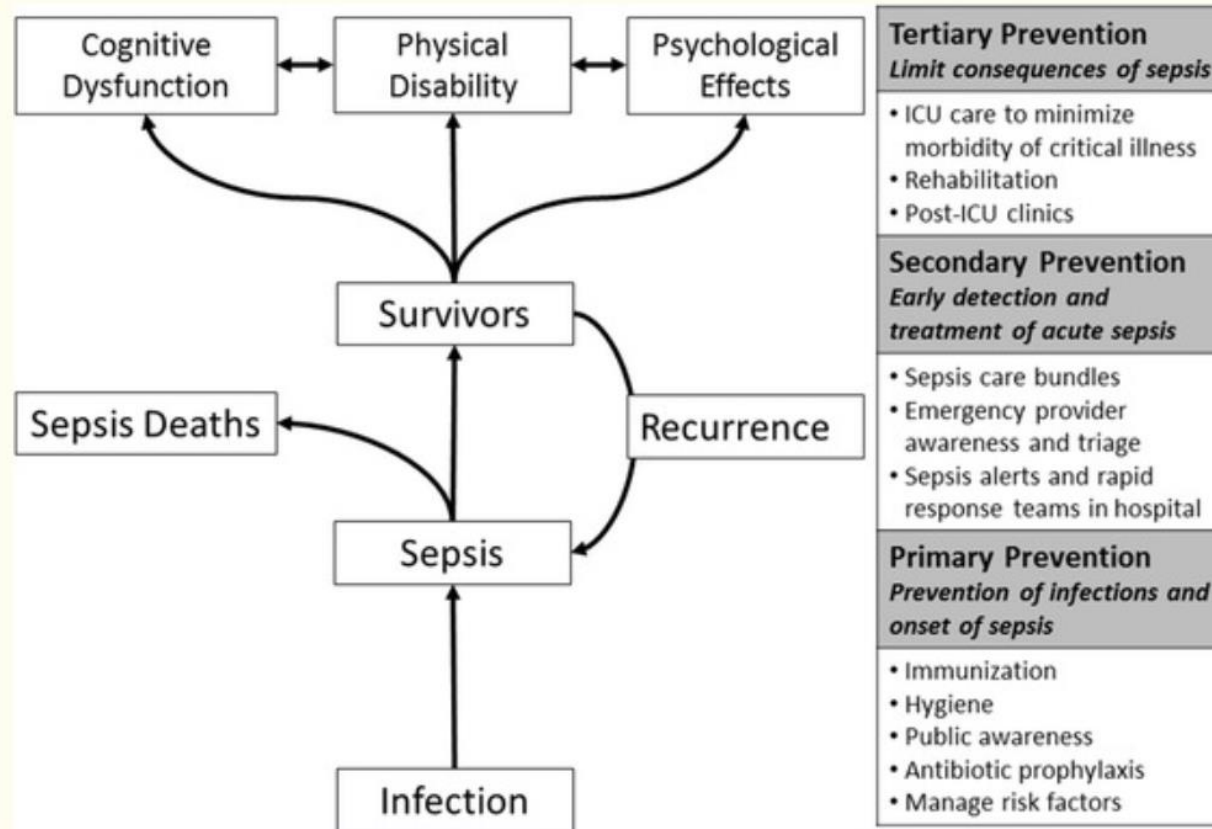 Cognitive
Dysfunction
Physical
Disability
Psychological
Effects
Survivors
Sepsis Deaths
Recurrence
Sepsis
Infection
Tertiary Prevention
Limit consequences of sepsis
• ICU care to minimize
morbidity of critical illness
• Rehabilitation
• Post-ICU clinics
Secondary Prevention
Early detection and
treatment of acute sepsis
• Sepsis care bundles
• Emergency provider
awareness and triage
• Sepsis alerts and rapid
response teams in hospital
Primary Prevention
Prevention of infections and
onset of sepsis
• Immunization
• Hygiene
• Public awareness
• Antibiotic prophylaxis
• Manage risk factors